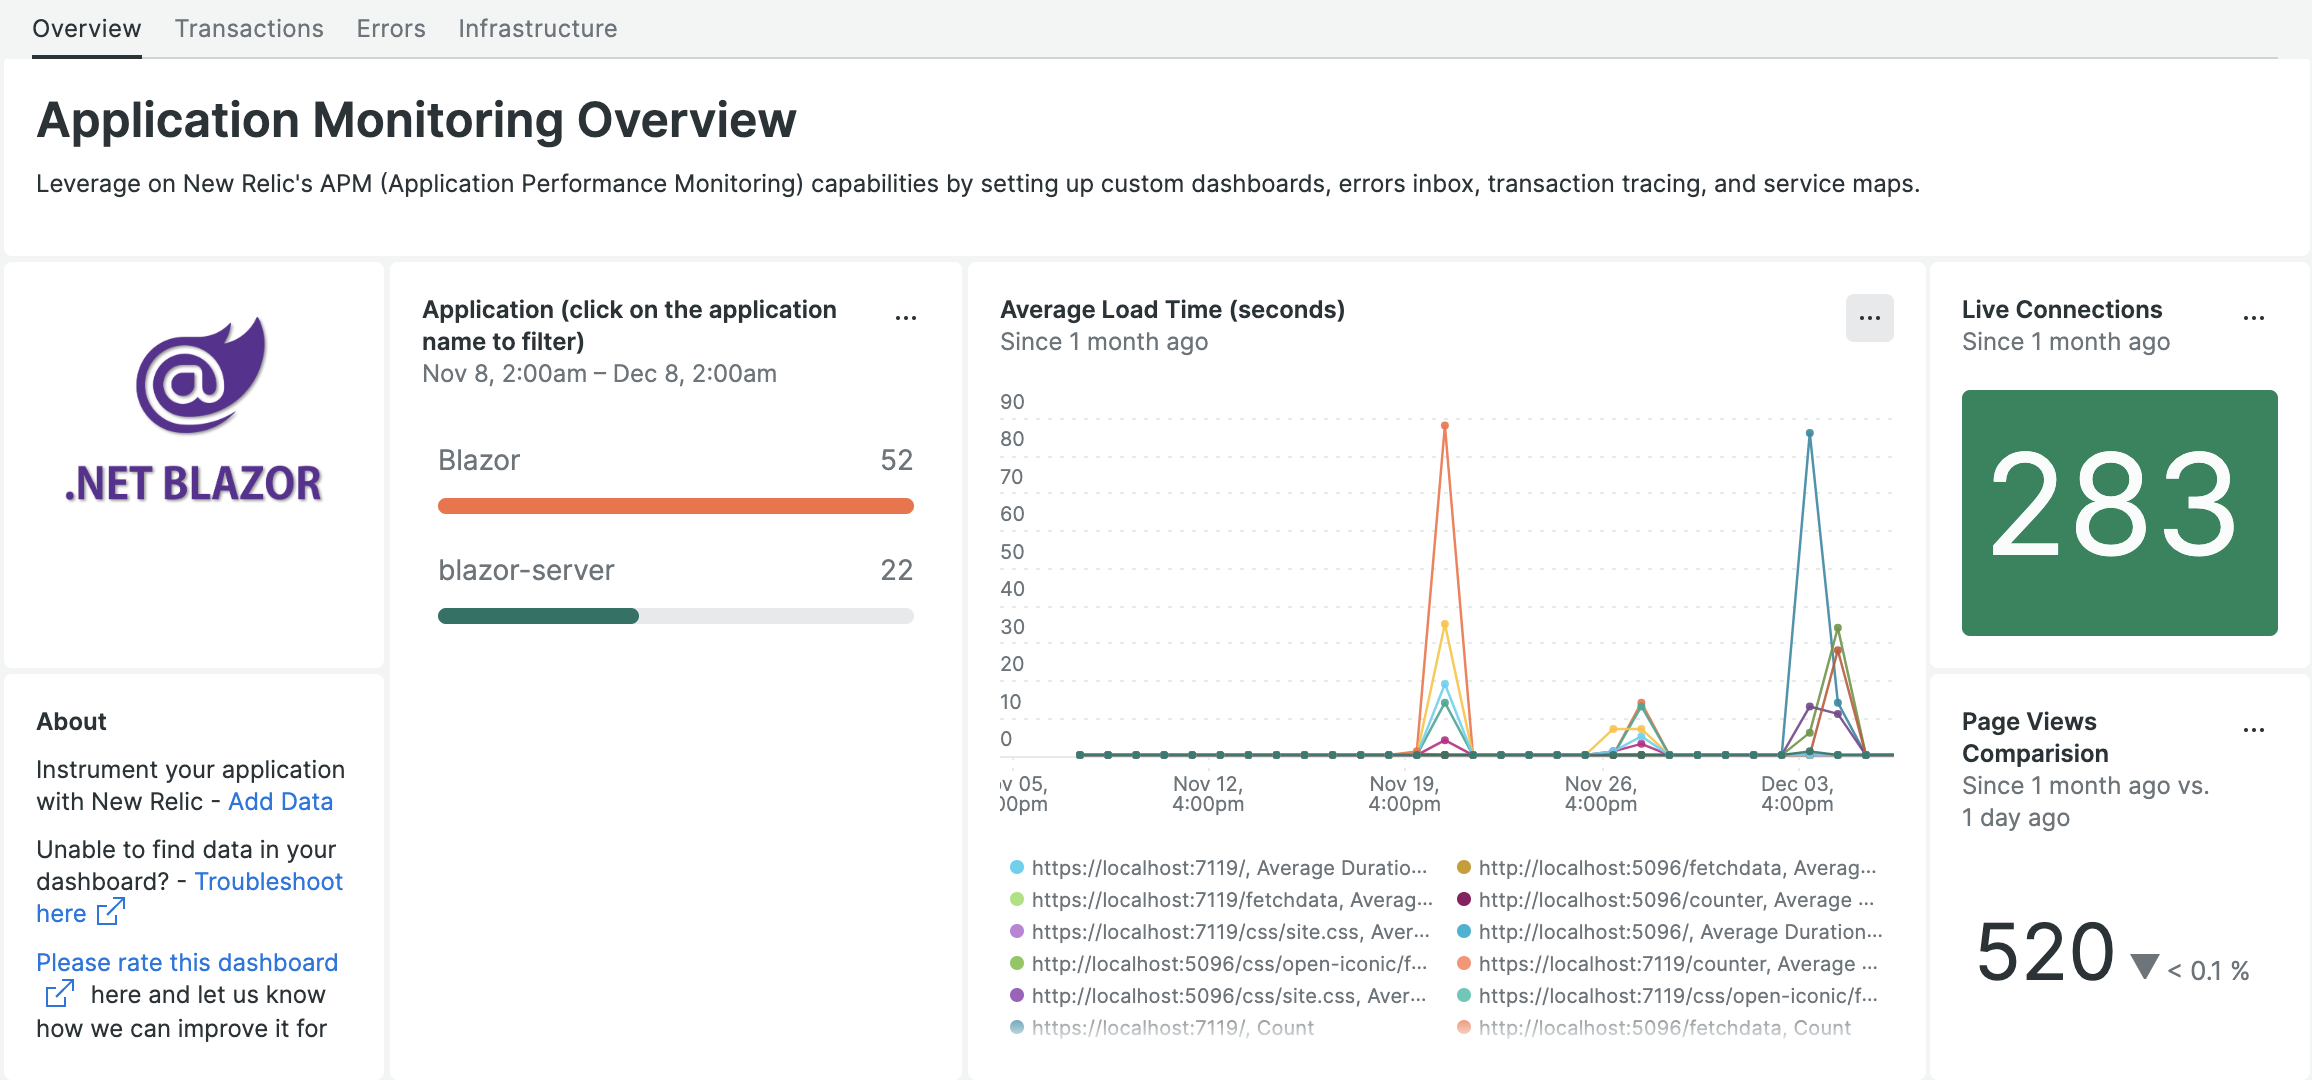 Overview Transactions Errors Infrastructure
Application Monitoring Overview
Leverage on New Relic's APM (Application Performance Monitoring) capabilities by setting up custom dashboards, errors inbox, transaction tracing, and service maps.
@
.NET BLAZOR
About
Instrument your application
with New Relic - Add Data
Unable to find data in your
dashboard? - Troubleshoot
here
Please rate this dashboard
here and let us know
how we can improve it for
Application (click on the application
name to filter)
...
Nov 8, 2:00am – Dec 8, 2:00am
Blazor 52
blazor-server 22
Average Load Time (seconds)
...
Since 1 month ago
90
80
70
60
50
40
30
20
10
0
v 05,
00pm
Nov 12,
4:00pm
Nov 19,
4:00pm
Nov 26,
4:00pm
Dec 03,
4:00pm
https://localhost:7119/, Average Duratio...
http://localhost:5096/fetchdata, Averag...
https://localhost:7119/fetchdata, Averag...
http://localhost:5096/counter, Average ...
https://localhost:7119/css/site.css, Aver...
http://localhost:5096/, Average Duration...
http://localhost:5096/css/open-iconic/f...
https://localhost:7119/counter, Average ...
http://localhost:5096/css/site.css, Aver...
https://localhost:7119/css/open-iconic/f...
https://localhost:7119/, Count
http://localhost:5096/fetchdata, Count
Live Connections
...
Since 1 month ago
283
Page Views
Comparision
...
Since 1 month ago vs.
1 day ago
520 < 0.1 %